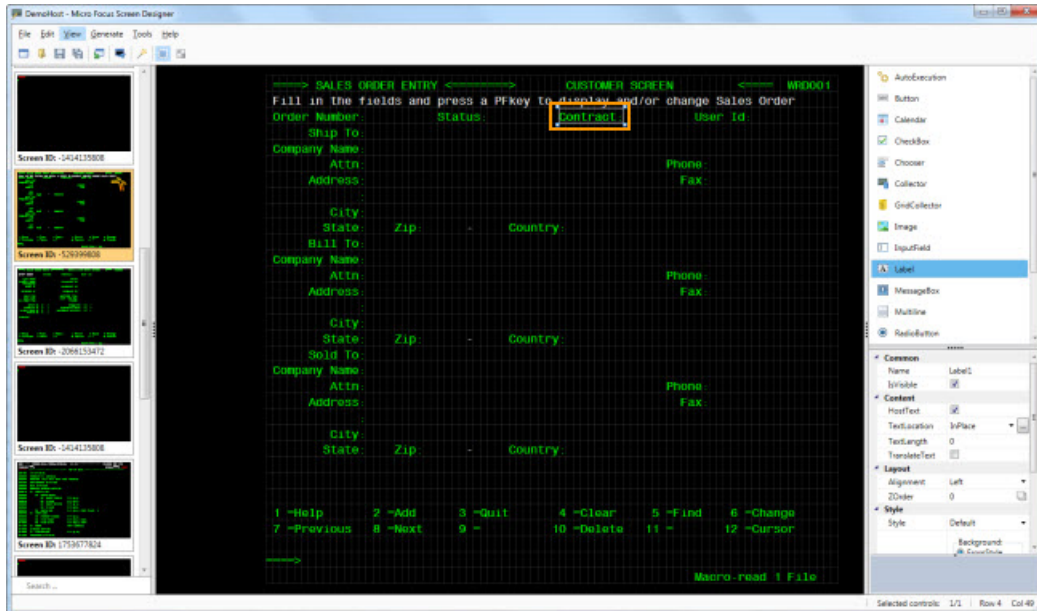 DemoHost - Micro Focus Screen Designer
File Edit View Generate Tools Help
Screen ID: -1414135808
Screen ID: -529399808
Screen ID: -2066153472
Screen ID: -1414135808
Screen ID: 1753677824
Search ...
====> SALES ORDER ENTRY <========> CUSTOMER SCREEN <==== WRD001
Fill in the fields and press a PFkey to display and/or change Sales Order
Order Number: Status: Contract: User Id:
Ship To:
Company Name:
Attn: Phone:
Address: Fax:
:
City:
State: Zip: - Country:
Bill To:
Company Name:
Attn: Phone:
Address: Fax:
:
City:
State: Zip: - Country:
Sold To:
Company Name:
Attn: Phone:
Address: Fax:
:
City:
State: Zip: - Country:
1 =Help 2 =Add 3 =Quit 4 =Clear 5 =Find 6 =Change
7 =Previous 8 =Next 9 = 10 =Delete 11 = 12 =Cursor
====>
Macro-read 1 File
AutoExecution
Button
Calendar
CheckBox
Chooser
Collector
GridCollector
Image
InputField
Label
MessageBox
Multiline
RadioButton
Common
Name Label1
IsVisible
Content
HostText
TextLocation InPlace ...
TextLength 0
TranslateText
Layout
Alignment Left
ZOrder 0
Style
Style Default
Background:
Selected controls: 1/1 Row 4 Col 49